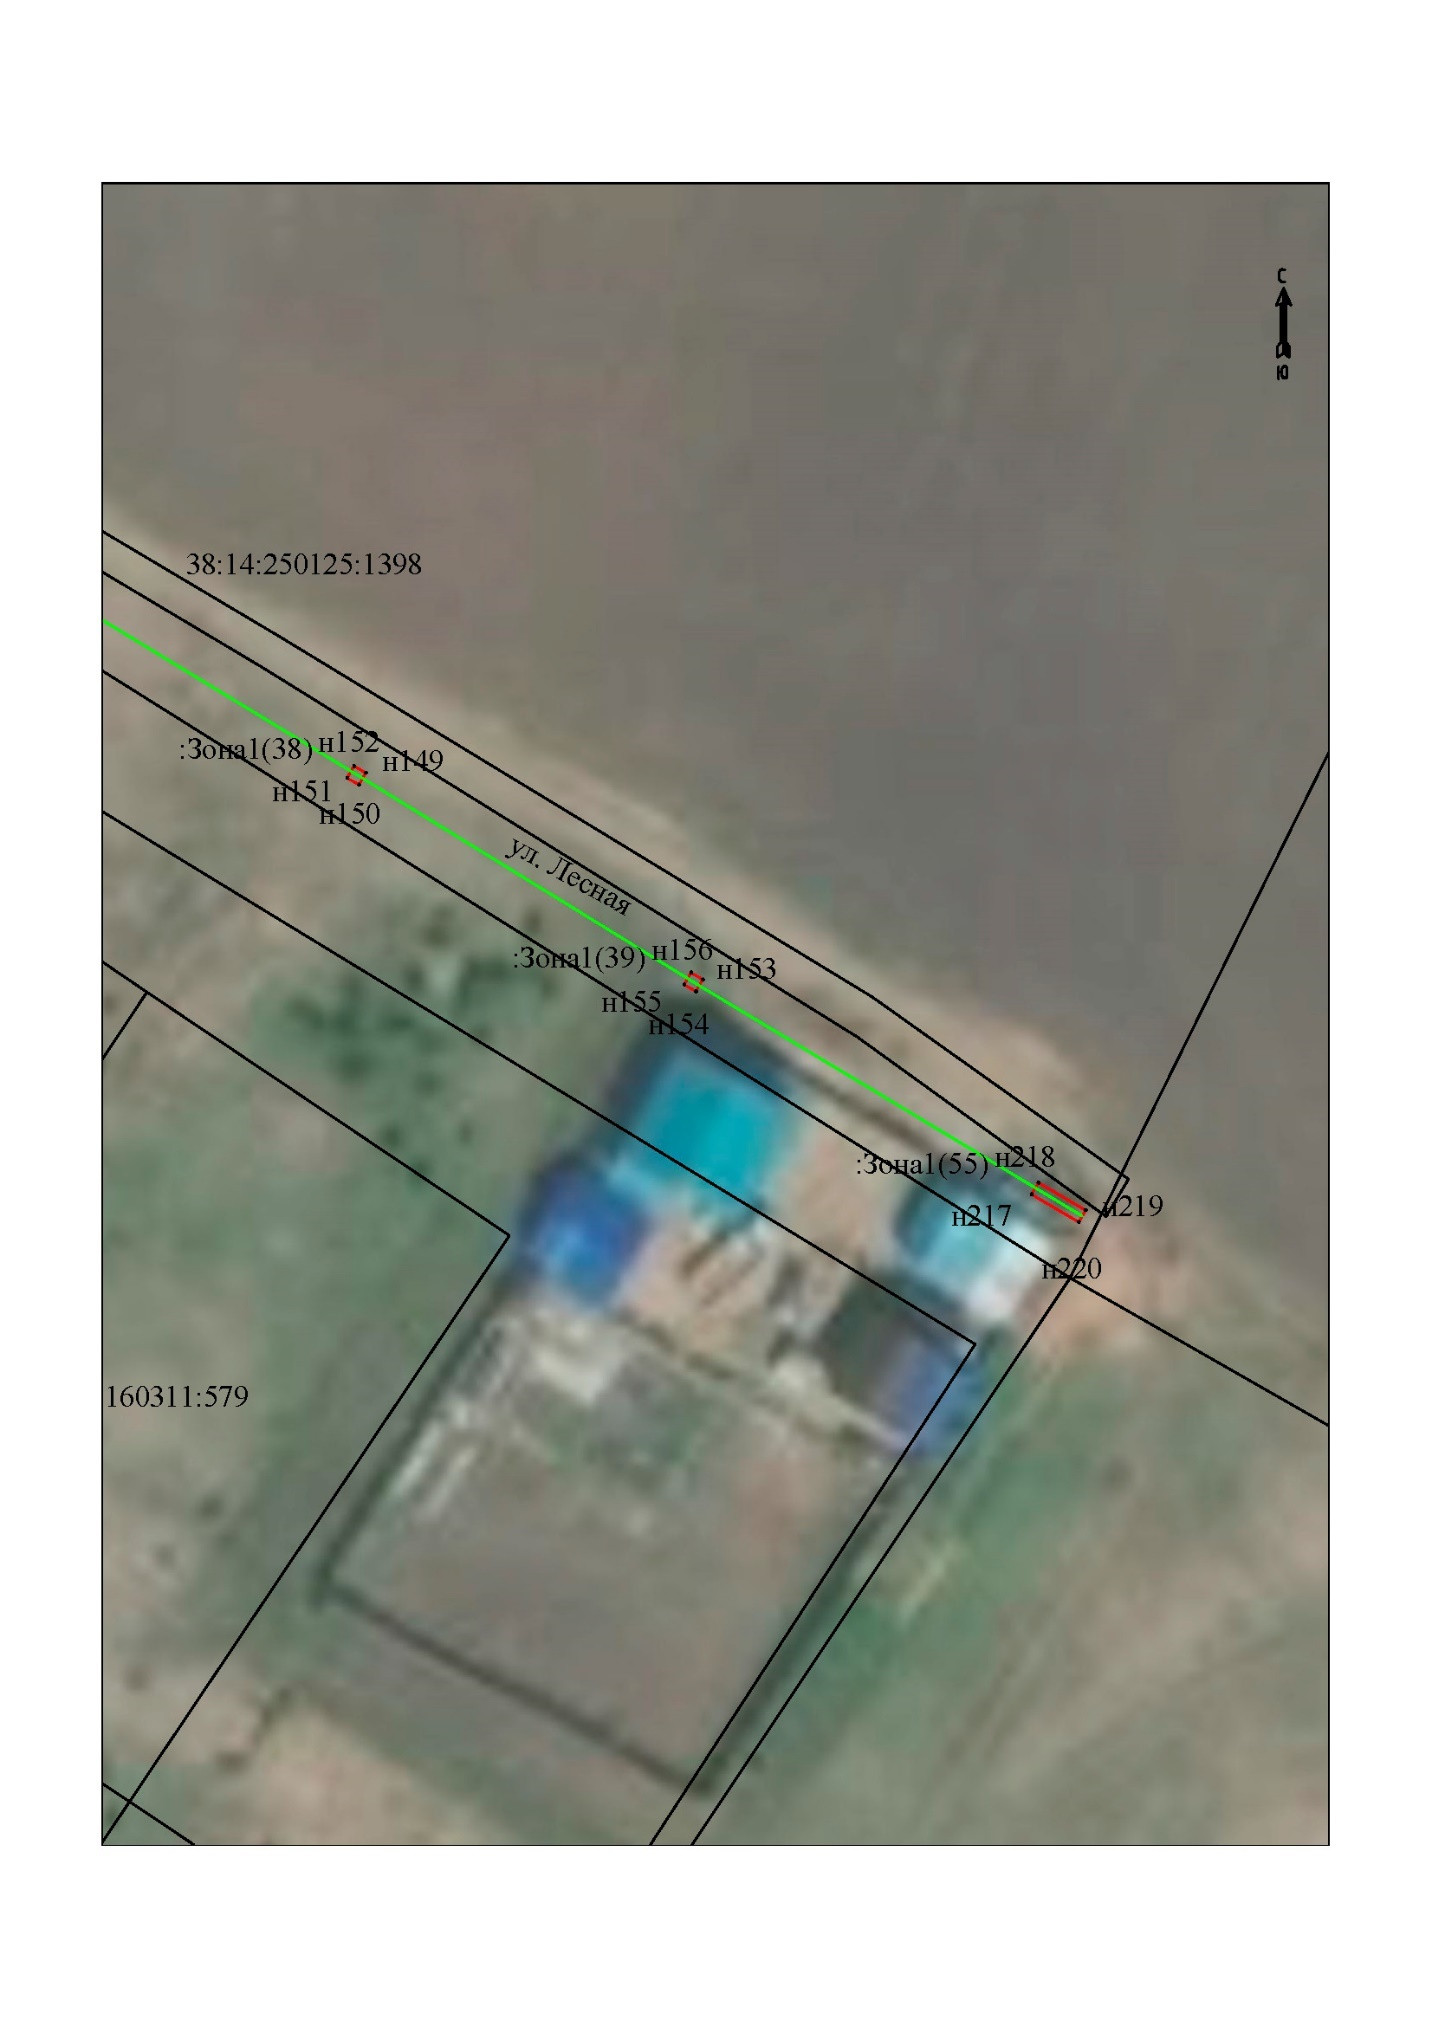 С
Ю
38:14:250125:1398
:Зона1(38)
н152
н149
н151
н150
ул. Лесная
:Зона1(39)
н156
н153
н155
н154
:Зона1(55)
н218
н217
н219
н220
160311:579